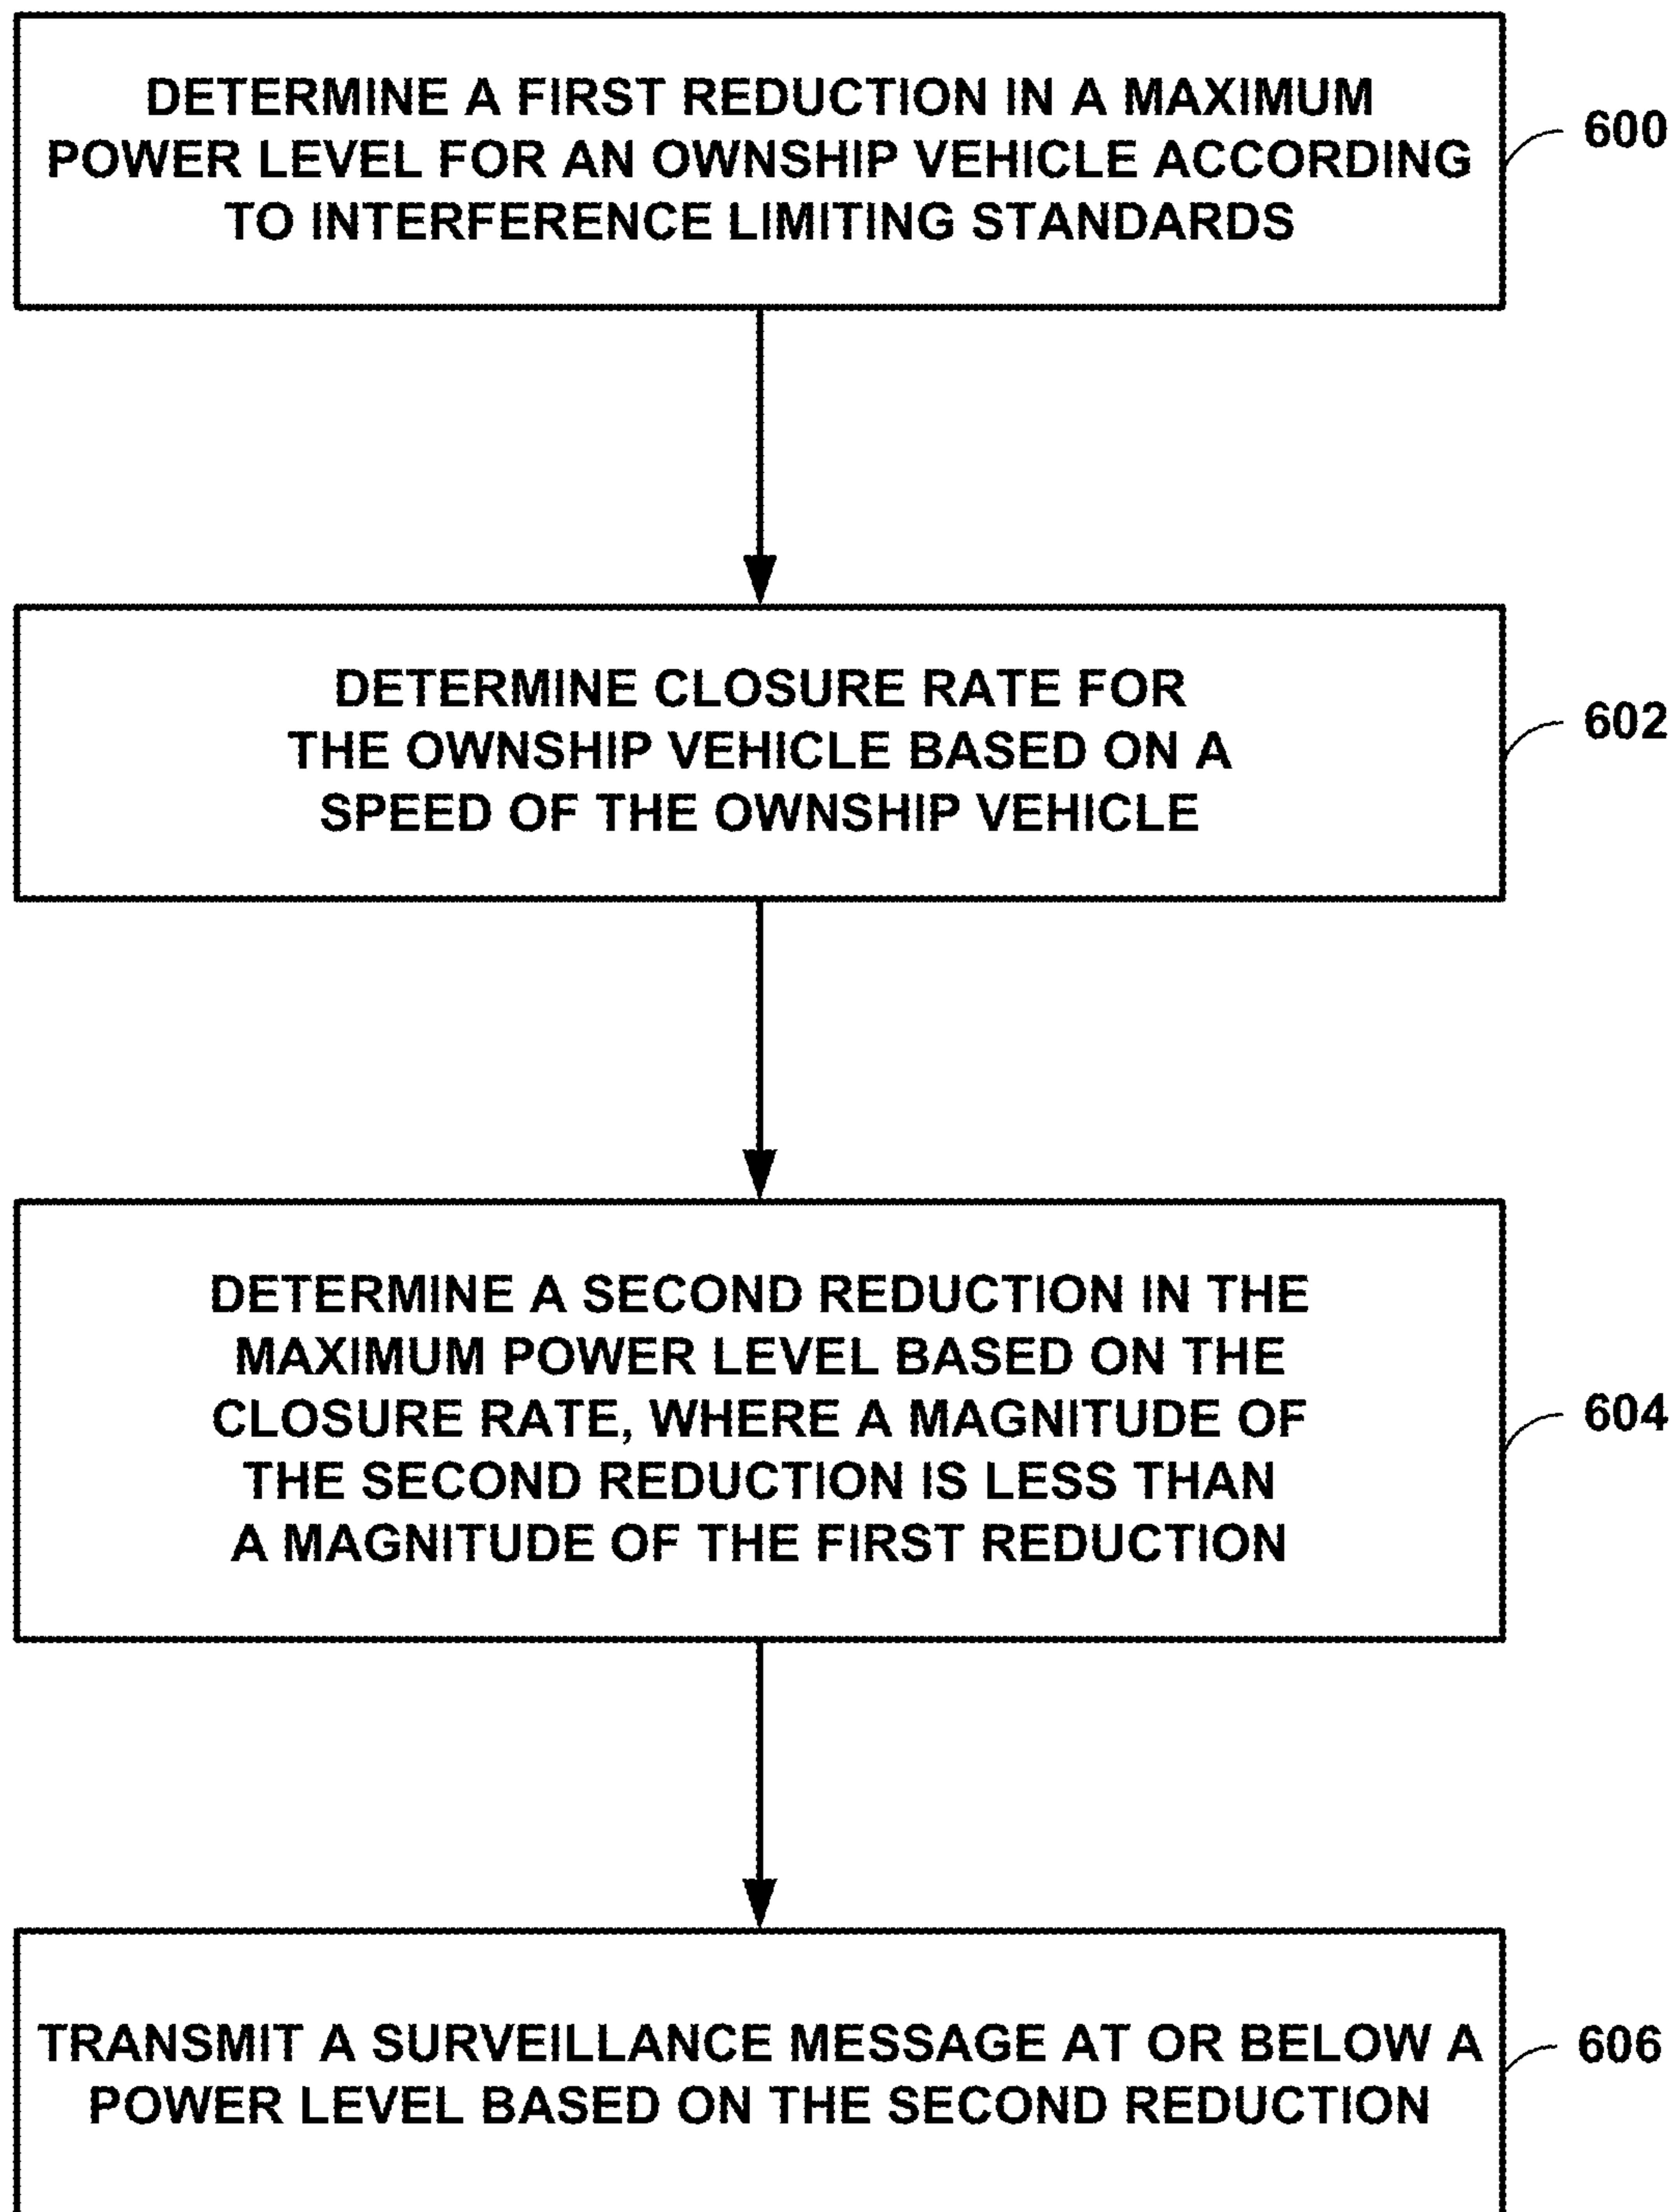 DETERMINE A FIRST REDUCTION IN A MAXIMUM
POWER LEVEL FOR AN OWNSHIP VEHICLE ACCORDING
TO INTERFERENCE LIMITING STANDARDS
600
DETERMINE CLOSURE RATE FOR
THE OWNSHIP VEHICLE BASED ON A
SPEED OF THE OWNSHIP VEHICLE
602
DETERMINE A SECOND REDUCTION IN THE
MAXIMUM POWER LEVEL BASED ON THE
CLOSURE RATE, WHERE A MAGNITUDE OF
THE SECOND REDUCTION IS LESS THAN
A MAGNITUDE OF THE FIRST REDUCTION
604
TRANSMIT A SURVEILLANCE MESSAGE AT OR BELOW A
POWER LEVEL BASED ON THE SECOND REDUCTION
606